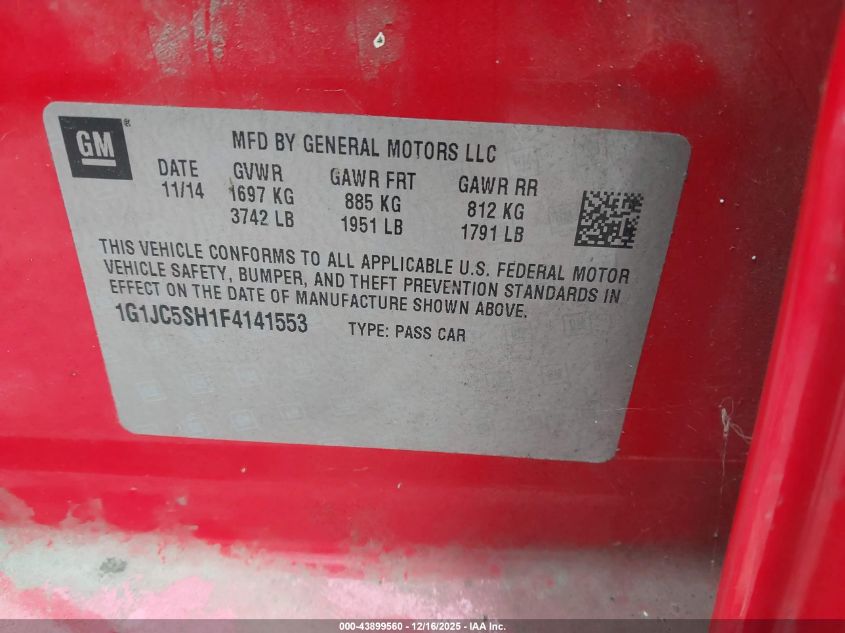 GM®
MFD BY GENERAL MOTORS LLC
DATE GVWR GAWR FRT GAWR RR
11/14 1697 KG 885 KG 812 KG
3742 LB 1951 LB 1791 LB
THIS VEHICLE CONFORMS TO ALL APPLICABLE U.S. FEDERAL MOTOR
VEHICLE SAFETY, BUMPER, AND THEFT PREVENTION STANDARDS IN
EFFECT ON THE DATE OF MANUFACTURE SHOWN ABOVE.
1G1JC5SH1F4141553 TYPE: PASS CAR
000-43899560 - 12/16/2025 - IAA Inc.